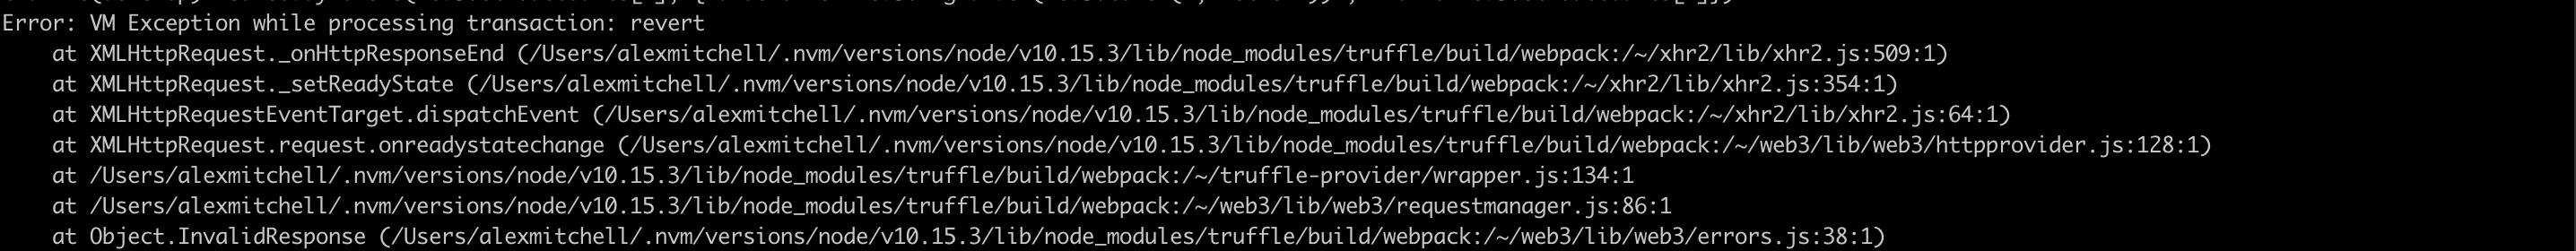 Error: VM Exception while processing transaction: revert
    at XMLHttpRequest._onHttpResponseEnd (/Users/alexmitchell/.nvm/versions/node/v10.15.3/lib/node_modules/truffle/build/webpack:/~/xhr2/lib/xhr2.js:509:1)
    at XMLHttpRequest._setReadyState (/Users/alexmitchell/.nvm/versions/node/v10.15.3/lib/node_modules/truffle/build/webpack:/~/xhr2/lib/xhr2.js:354:1)
    at XMLHttpRequestEventTarget.dispatchEvent (/Users/alexmitchell/.nvm/versions/node/v10.15.3/lib/node_modules/truffle/build/webpack:/~/xhr2/lib/xhr2.js:64:1)
    at XMLHttpRequest.request.onreadystatechange (/Users/alexmitchell/.nvm/versions/node/v10.15.3/lib/node_modules/truffle/build/webpack:/~/web3/lib/web3/httpprovider.js:128:1)
    at /Users/alexmitchell/.nvm/versions/node/v10.15.3/lib/node_modules/truffle/build/webpack:/~/truffle-provider/wrapper.js:134:1
    at /Users/alexmitchell/.nvm/versions/node/v10.15.3/lib/node_modules/truffle/build/webpack:/~/web3/lib/web3/requestmanager.js:86:1
    at Object.InvalidResponse (/Users/alexmitchell/.nvm/versions/node/v10.15.3/lib/node_modules/truffle/build/webpack:/~/web3/lib/web3/errors.js:38:1)